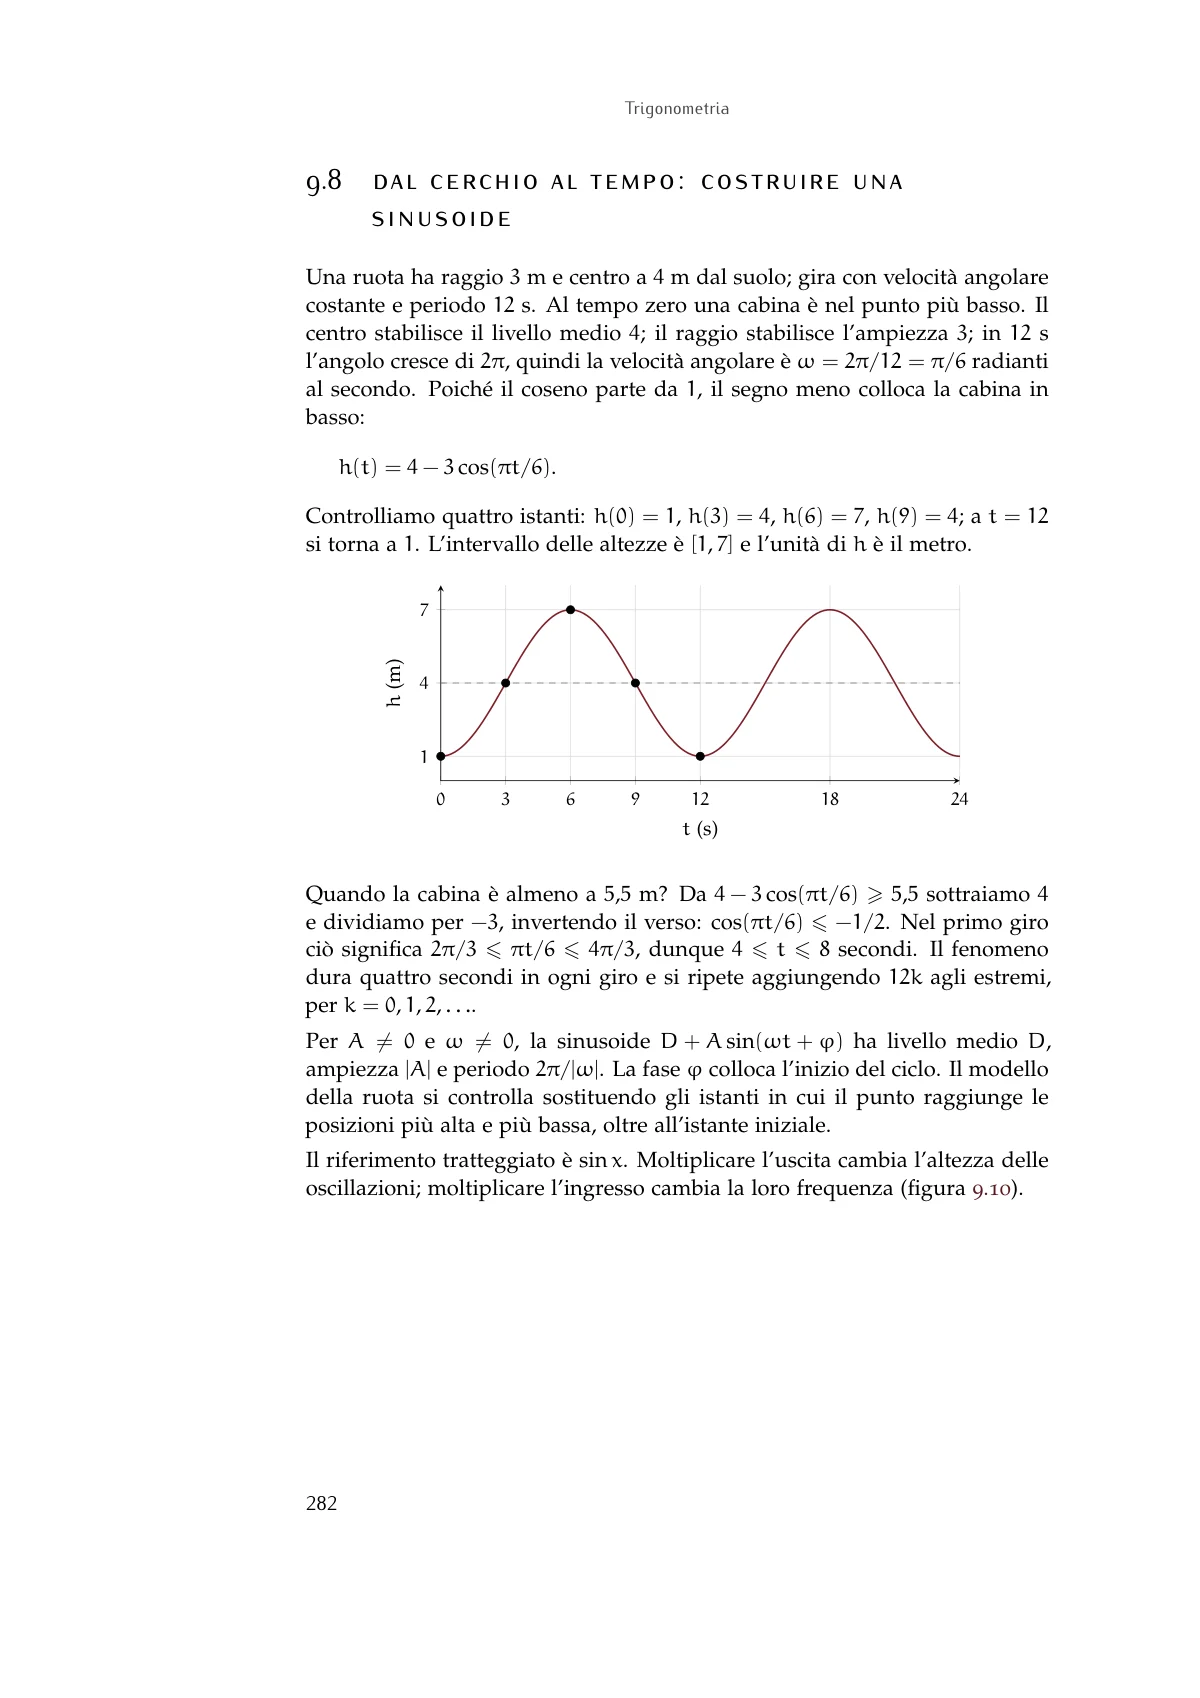 Trigonometria
9.8 DAL CERCHIO AL TEMPO: COSTRUIRE UNA
SINUSOIDE
Una ruota ha raggio 3 m e centro a 4 m dal suolo; gira con velocità angolare
costante e periodo 12 s. Al tempo zero una cabina è nel punto più basso. Il
centro stabilisce il livello medio 4; il raggio stabilisce l'ampiezza 3; in 12 s
l'angolo cresce di 2π, quindi la velocità angolare è ω = 2π/12 = π/6 radianti
al secondo. Poiché il coseno parte da 1, il segno meno colloca la cabina in
basso:
h(t) = 4 − 3 cos(πt/6).
Controlliamo quattro istanti: h(0) = 1, h(3) = 4, h(6) = 7, h(9) = 4; a t = 12
si torna a 1. L'intervallo delle altezze è [1, 7] e l'unità di h è il metro.
7
4
1
h (m)
0 3 6 9 12 18 24
t (s)
Quando la cabina è almeno a 5,5 m? Da 4 − 3 cos(πt/6) ⩾ 5,5 sottraiamo 4
e dividiamo per −3, invertendo il verso: cos(πt/6) ⩽ −1/2. Nel primo giro
ciò significa 2π/3 ⩽ πt/6 ⩽ 4π/3, dunque 4 ⩽ t ⩽ 8 secondi. Il fenomeno
dura quattro secondi in ogni giro e si ripete aggiungendo 12k agli estremi,
per k = 0, 1, 2, . . ..
Per A ≠ 0 e ω ≠ 0, la sinusoide D + A sin(ωt + φ) ha livello medio D,
ampiezza |A| e periodo 2π/|ω|. La fase φ colloca l'inizio del ciclo. Il modello
della ruota si controlla sostituendo gli istanti in cui il punto raggiunge le
posizioni più alta e più bassa, oltre all'istante iniziale.
Il riferimento tratteggiato è sin x. Moltiplicare l'uscita cambia l'altezza delle
oscillazioni; moltiplicare l'ingresso cambia la loro frequenza (figura 9.10).
282